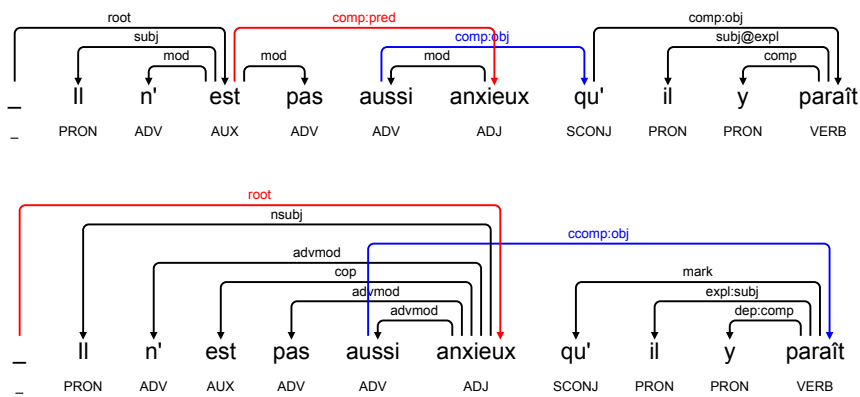 root comp:pred comp:obj
subj comp:obj subj@expl
mod mod mod comp
_ Il n' est pas aussi anxieux qu' il y paraît
_ PRON ADV AUX ADV ADV ADJ SCONJ PRON PRON VERB
root
nsubj
ccomp:obj
advmod
cop mark
advmod expl:subj
advmod dep:comp
_ Il n' est pas aussi anxieux qu' il y paraît
_ PRON ADV AUX ADV ADV ADJ SCONJ PRON PRON VERB